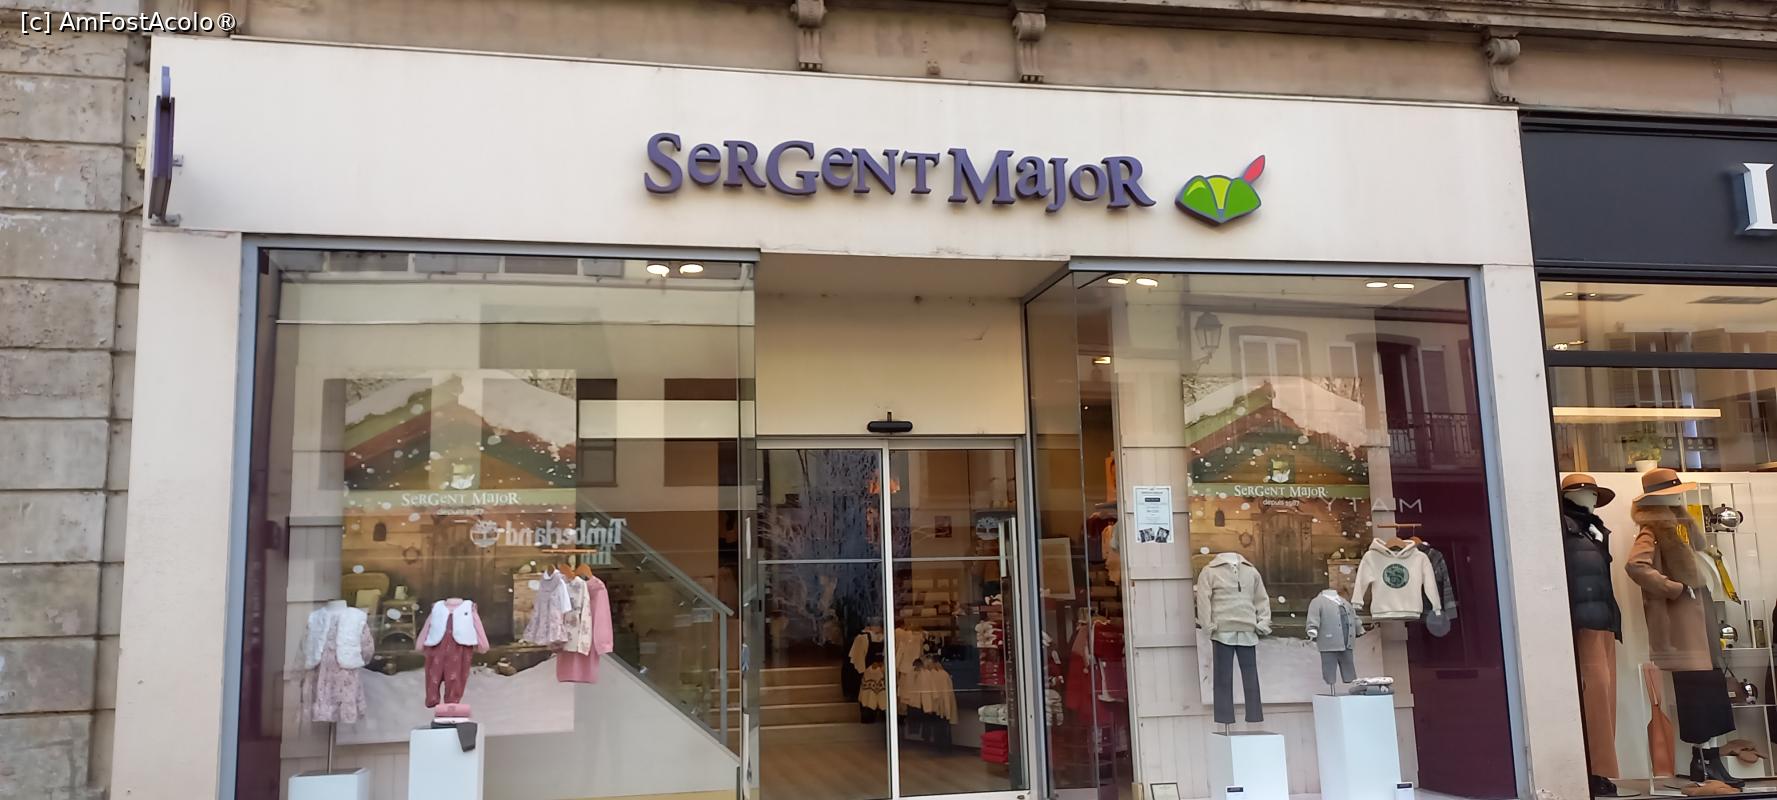 [c] AmFostAcolo®
SERGENT MAJOR
L
SERGENT MAJOR
depuis 1987
SERGENT MAJOR
depuis 1987
Timberland